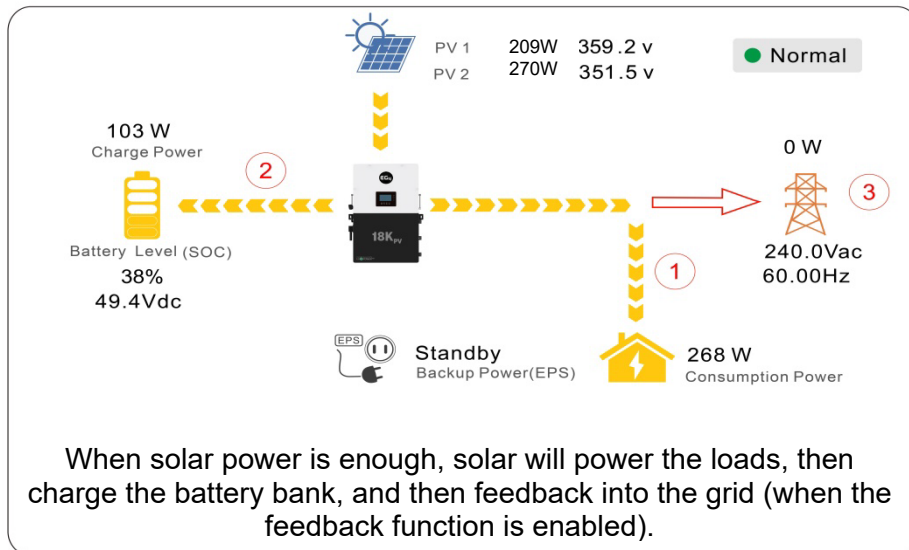 PV 1 209W 359.2 v
PV 2 270W 351.5 v
Normal
103 W
Charge Power
2
0 W
3
EG4
18KPV
Battery Level (SOC)
38%
49.4Vdc
240.0Vac
60.00Hz
1
EPS
Standby
Backup Power(EPS)
268 W
Consumption Power
When solar power is enough, solar will power the loads, then
charge the battery bank, and then feedback into the grid (when the
feedback function is enabled).